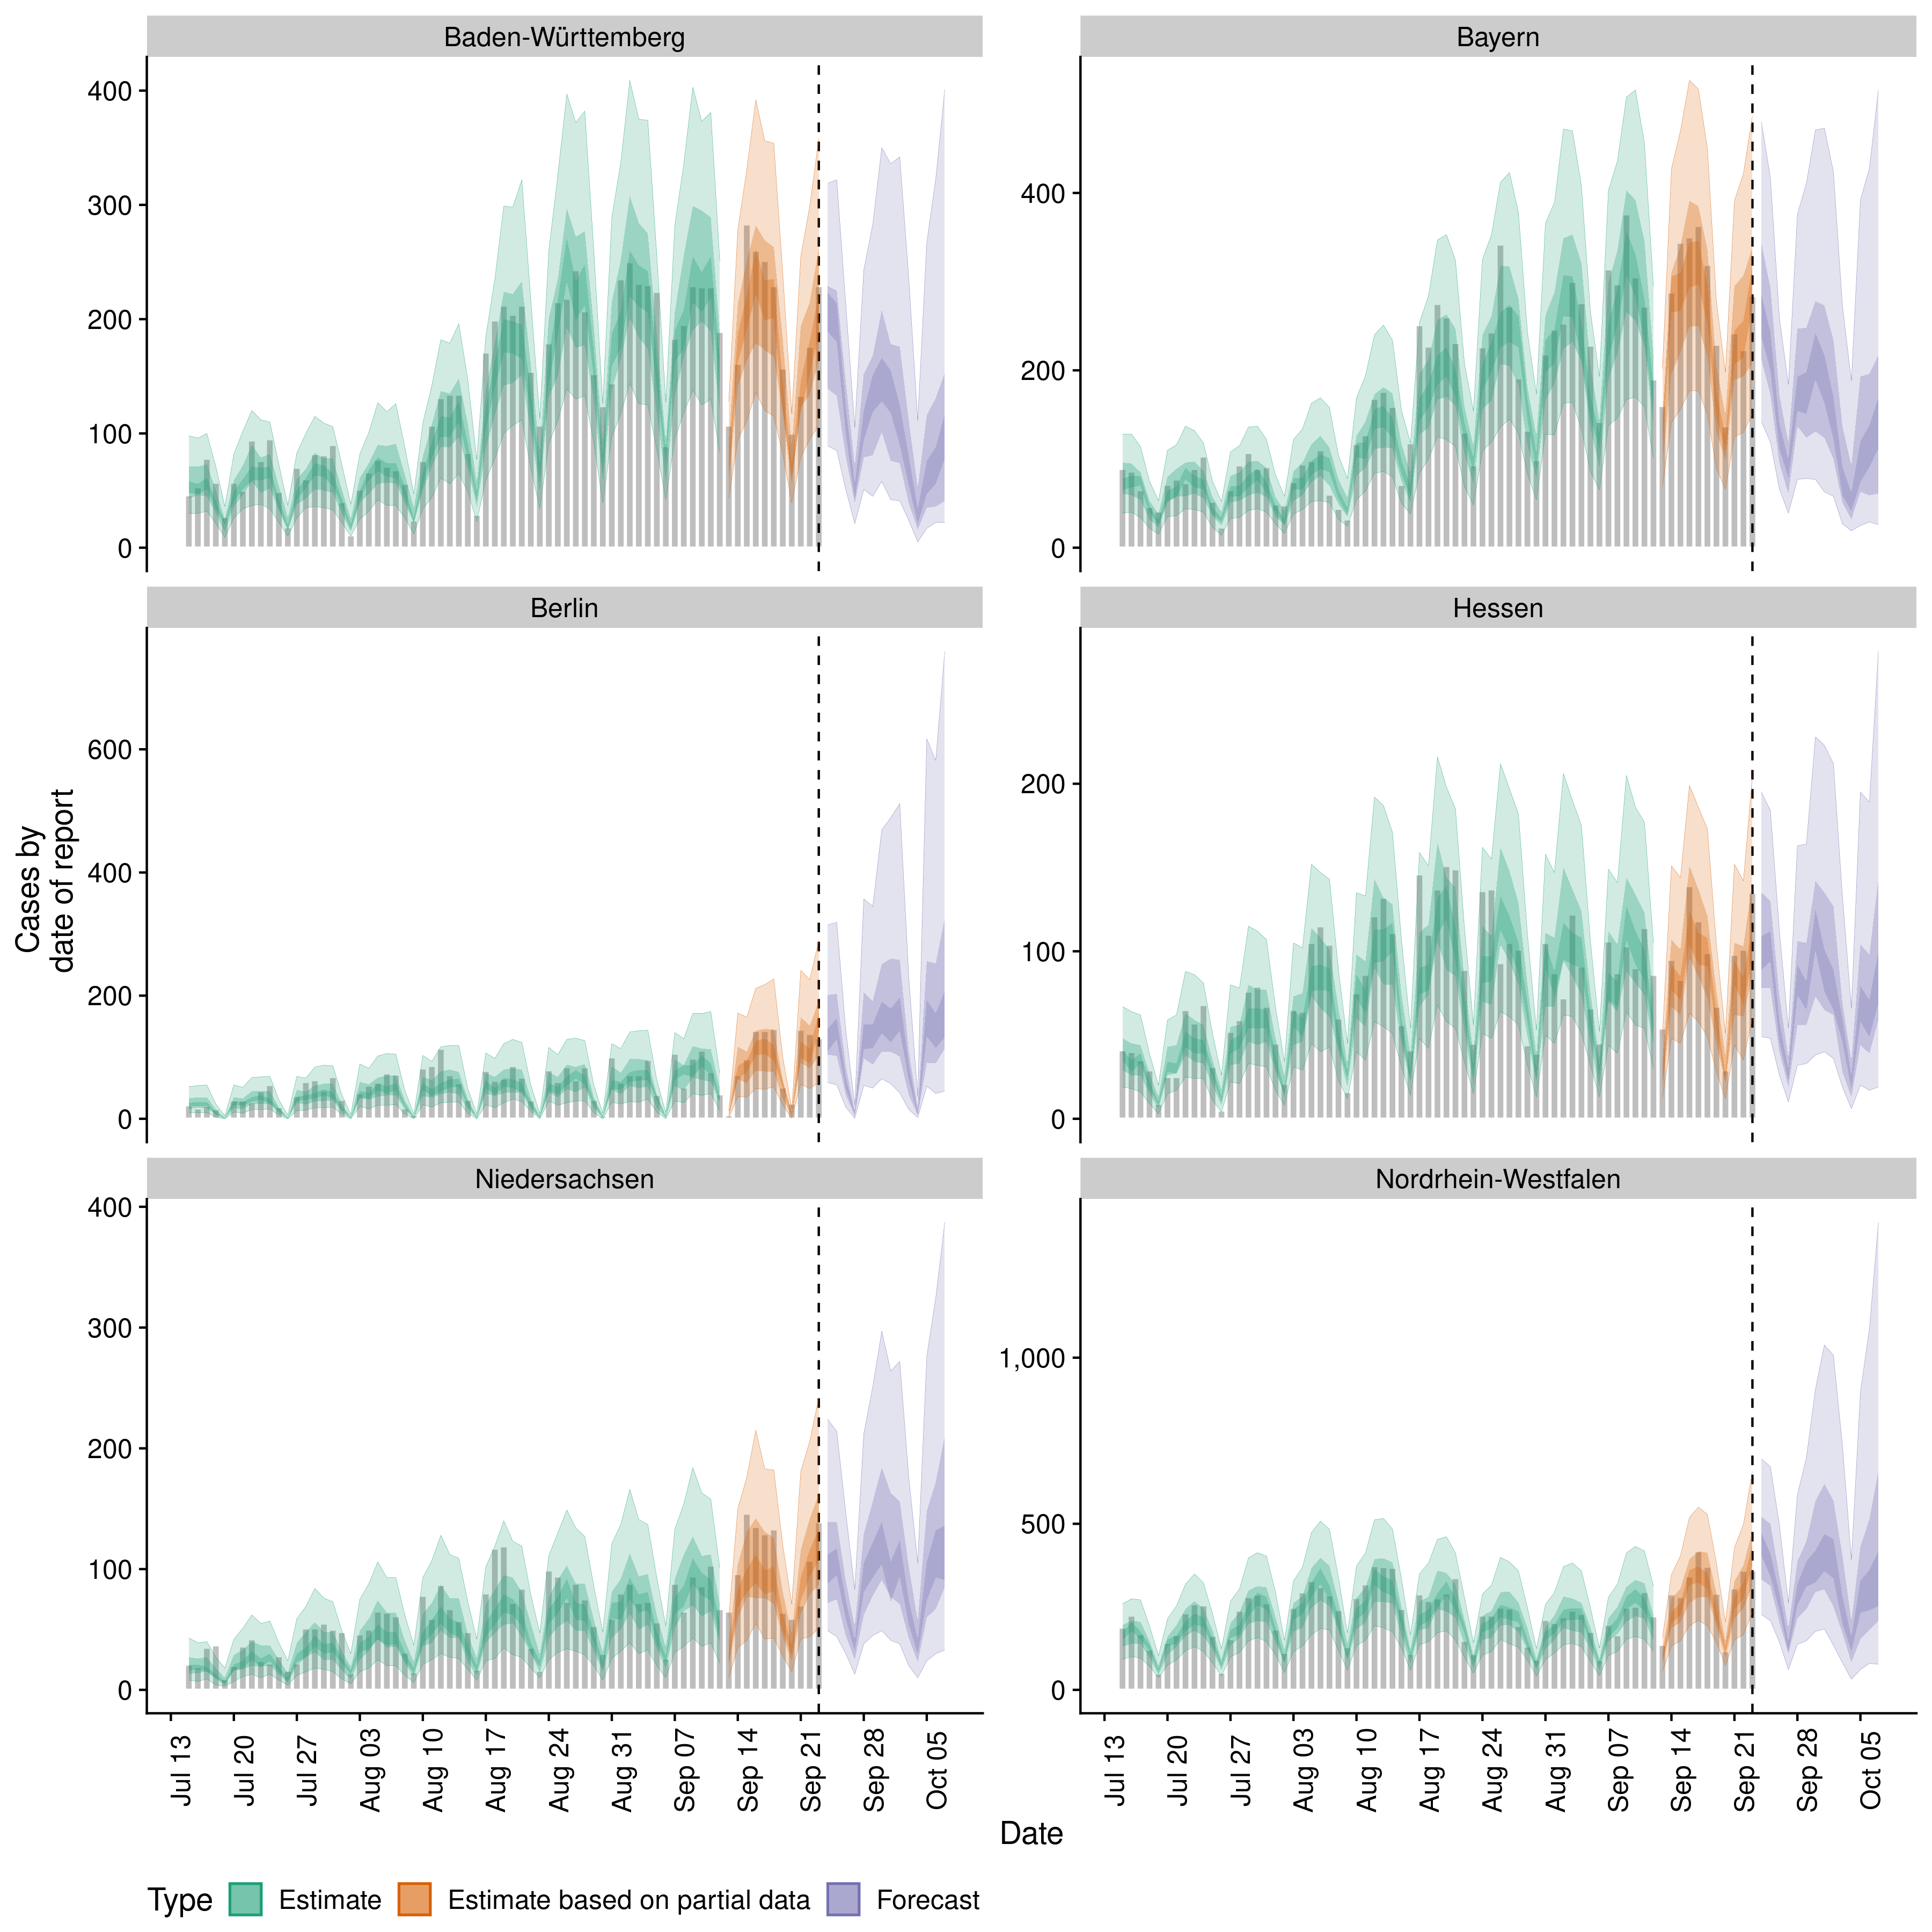 Baden-Württemberg
Bayern
400
300
200
100
0
400
200
0
Berlin
Hessen
600
400
200
0
200
100
0
Cases by
date of report
Niedersachsen
Nordrhein-Westfalen
400
300
200
100
0
1,000
500
0
Jul 13
Jul 20
Jul 27
Aug 03
Aug 10
Aug 17
Aug 24
Aug 31
Sep 07
Sep 14
Sep 21
Sep 28
Oct 05
Jul 13
Jul 20
Jul 27
Aug 03
Aug 10
Aug 17
Aug 24
Aug 31
Sep 07
Sep 14
Sep 21
Sep 28
Oct 05
Date
Type Estimate Estimate based on partial data Forecast